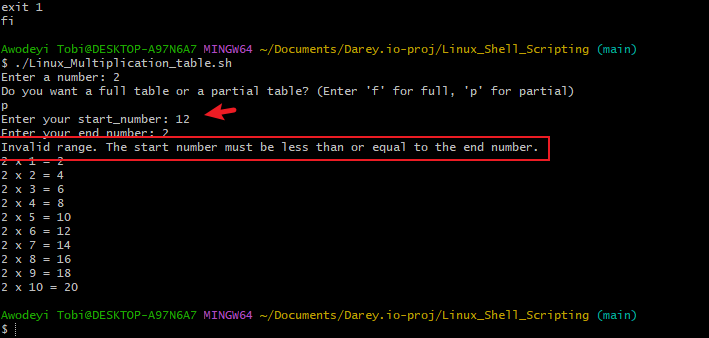 exit 1
fi
Awodeyi Tobi@DESKTOP-A97N6A7 MINGW64 ~/Documents/Darey.io-proj/Linux_Shell_Scripting (main)
$ ./Linux_Multiplication_table.sh
Enter a number: 2
Do you want a full table or a partial table? (Enter 'f' for full, 'p' for partial)
p
Enter your start_number: 12
Enter your end number: 2
Invalid range. The start number must be less than or equal to the end number.
2 x 1 = 2
2 x 2 = 4
2 x 3 = 6
2 x 4 = 8
2 x 5 = 10
2 x 6 = 12
2 x 7 = 14
2 x 8 = 16
2 x 9 = 18
2 x 10 = 20
Awodeyi Tobi@DESKTOP-A97N6A7 MINGW64 ~/Documents/Darey.io-proj/Linux_Shell_Scripting (main)
$